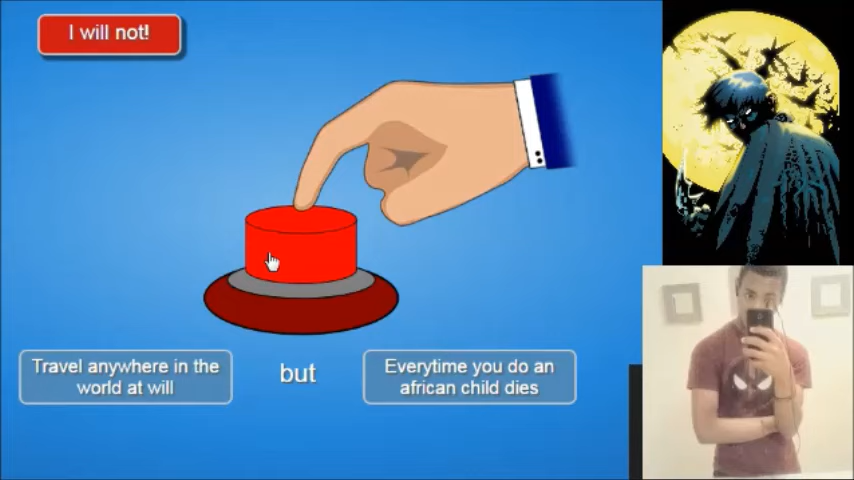 I will not!
Travel anywhere in the
world at will
but
Everytime you do an
african child dies